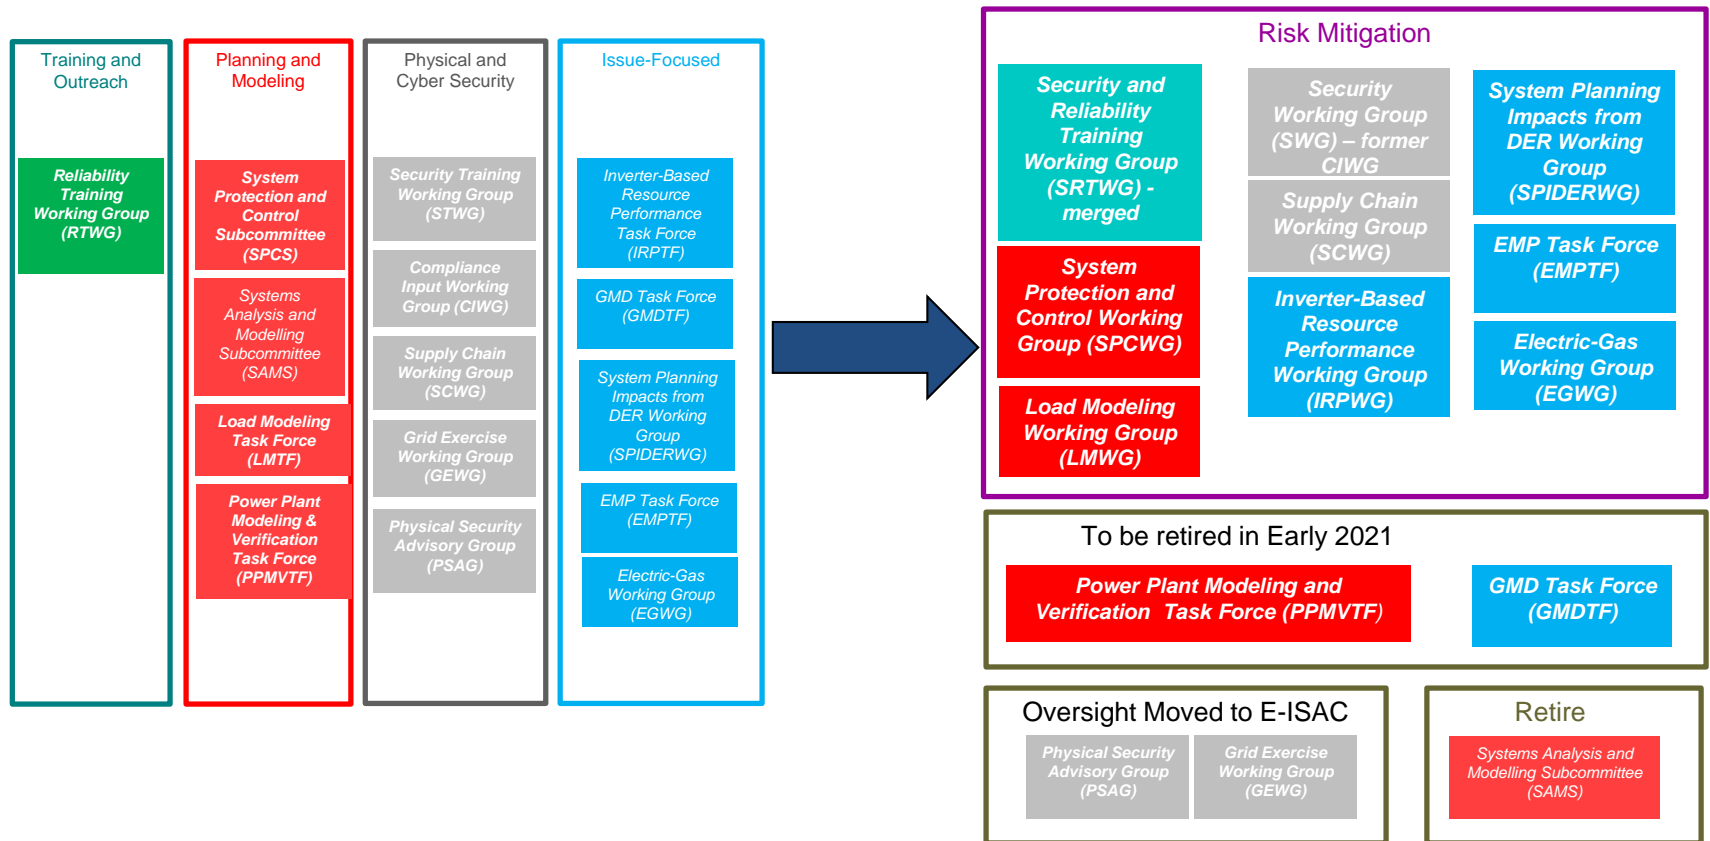 Training and
Outreach
Reliability
Training
Working Group
(RTWG)
Planning and
Modeling
System
Protection and
Control
Subcommittee
(SPCS)
Systems
Analysis and
Modelling
Subcommittee
(SAMS)
Load Modeling
Task Force
(LMTF)
Power Plant
Modeling &
Verification
Task Force
(PPMVTF)
Physical and
Cyber Security
Security Training
Working Group
(STWG)
Compliance
Input Working
Group (CIWG)
Supply Chain
Working Group
(SCWG)
Grid Exercise
Working Group
(GEWG)
Physical Security
Advisory Group
(PSAG)
Issue-Focused
Inverter-Based
Resource
Performance
Task Force
(IRPTF)
GMD Task Force
(GMDTF)
System Planning
Impacts from
DER Working
Group
(SPIDERWG)
EMP Task Force
(EMPTF)
Electric-Gas
Working Group
(EGWG)
Risk Mitigation
Security and
Reliability
Training
Working Group
(SRTWG) -
merged
System
Protection and
Control Working
Group (SPCWG)
Load Modeling
Working Group
(LMWG)
Security
Working Group
(SWG) – former
CIWG
Supply Chain
Working Group
(SCWG)
Inverter-Based
Resource
Performance
Working Group
(IRPWG)
System Planning
Impacts from
DER Working
Group
(SPIDERWG)
EMP Task Force
(EMPTF)
Electric-Gas
Working Group
(EGWG)
To be retired in Early 2021
Power Plant Modeling and
Verification Task Force (PPMVTF)
GMD Task Force
(GMDTF)
Oversight Moved to E-ISAC
Physical Security
Advisory Group
(PSAG)
Grid Exercise
Working Group
(GEWG)
Retire
Systems Analysis and
Modelling Subcommittee
(SAMS)